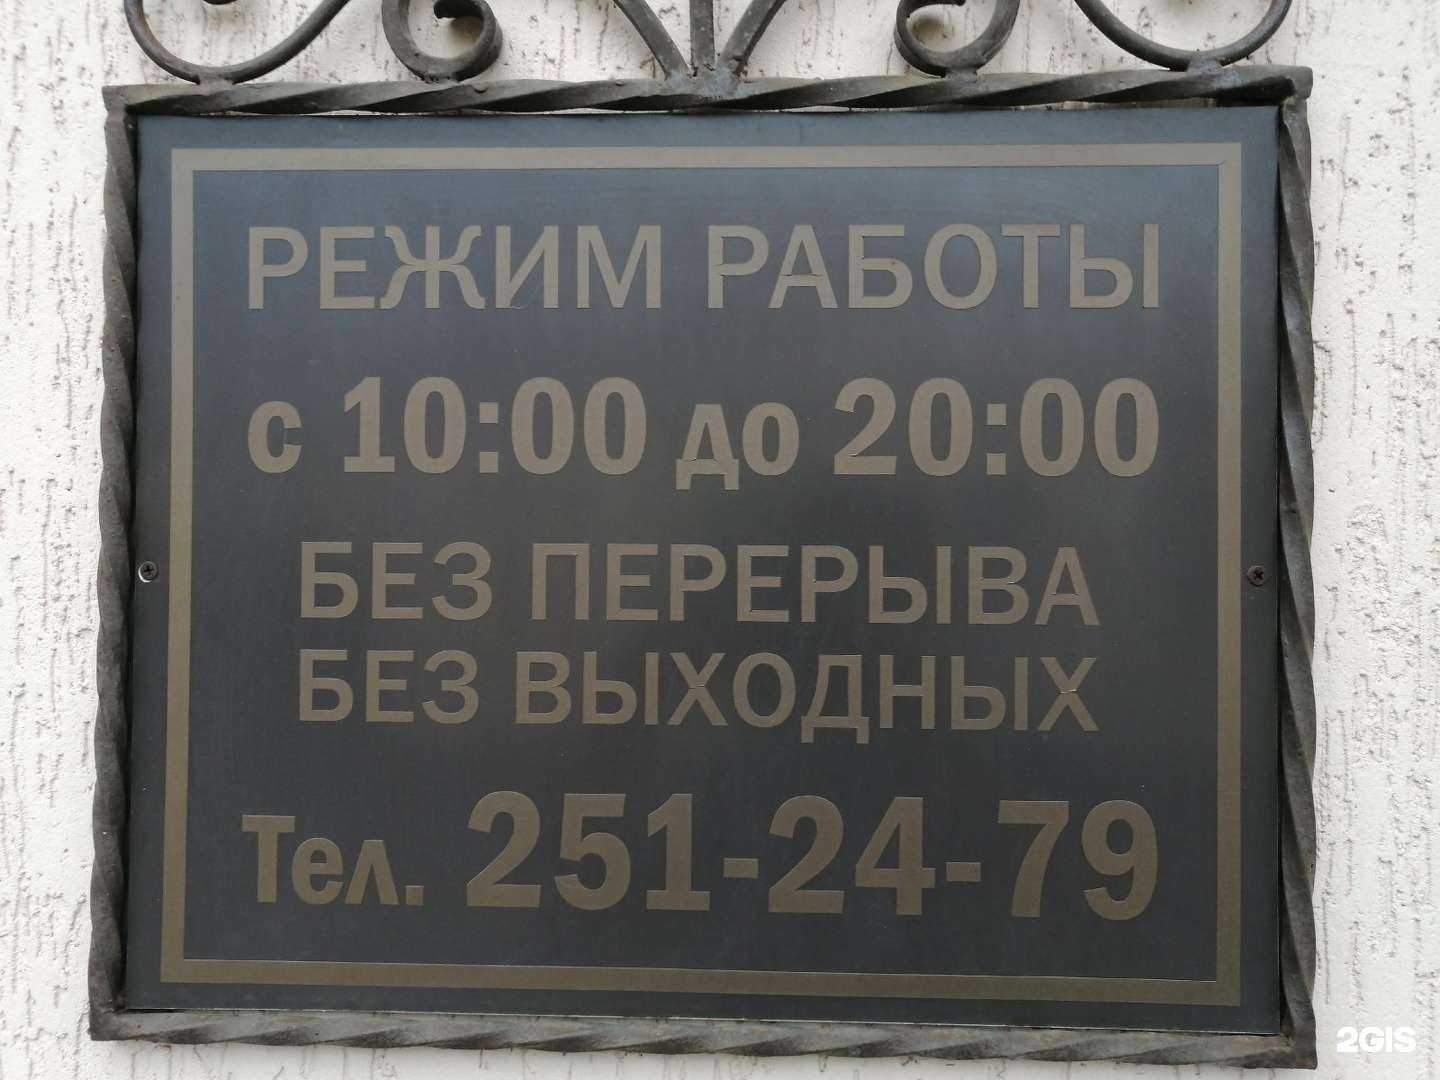 РЕЖИМ РАБОТЫ
с 10:00 до 20:00
БЕЗ ПЕРЕРЫВА
БЕЗ ВЫХОДНЫХ
Тел. 251-24-79
2GIS